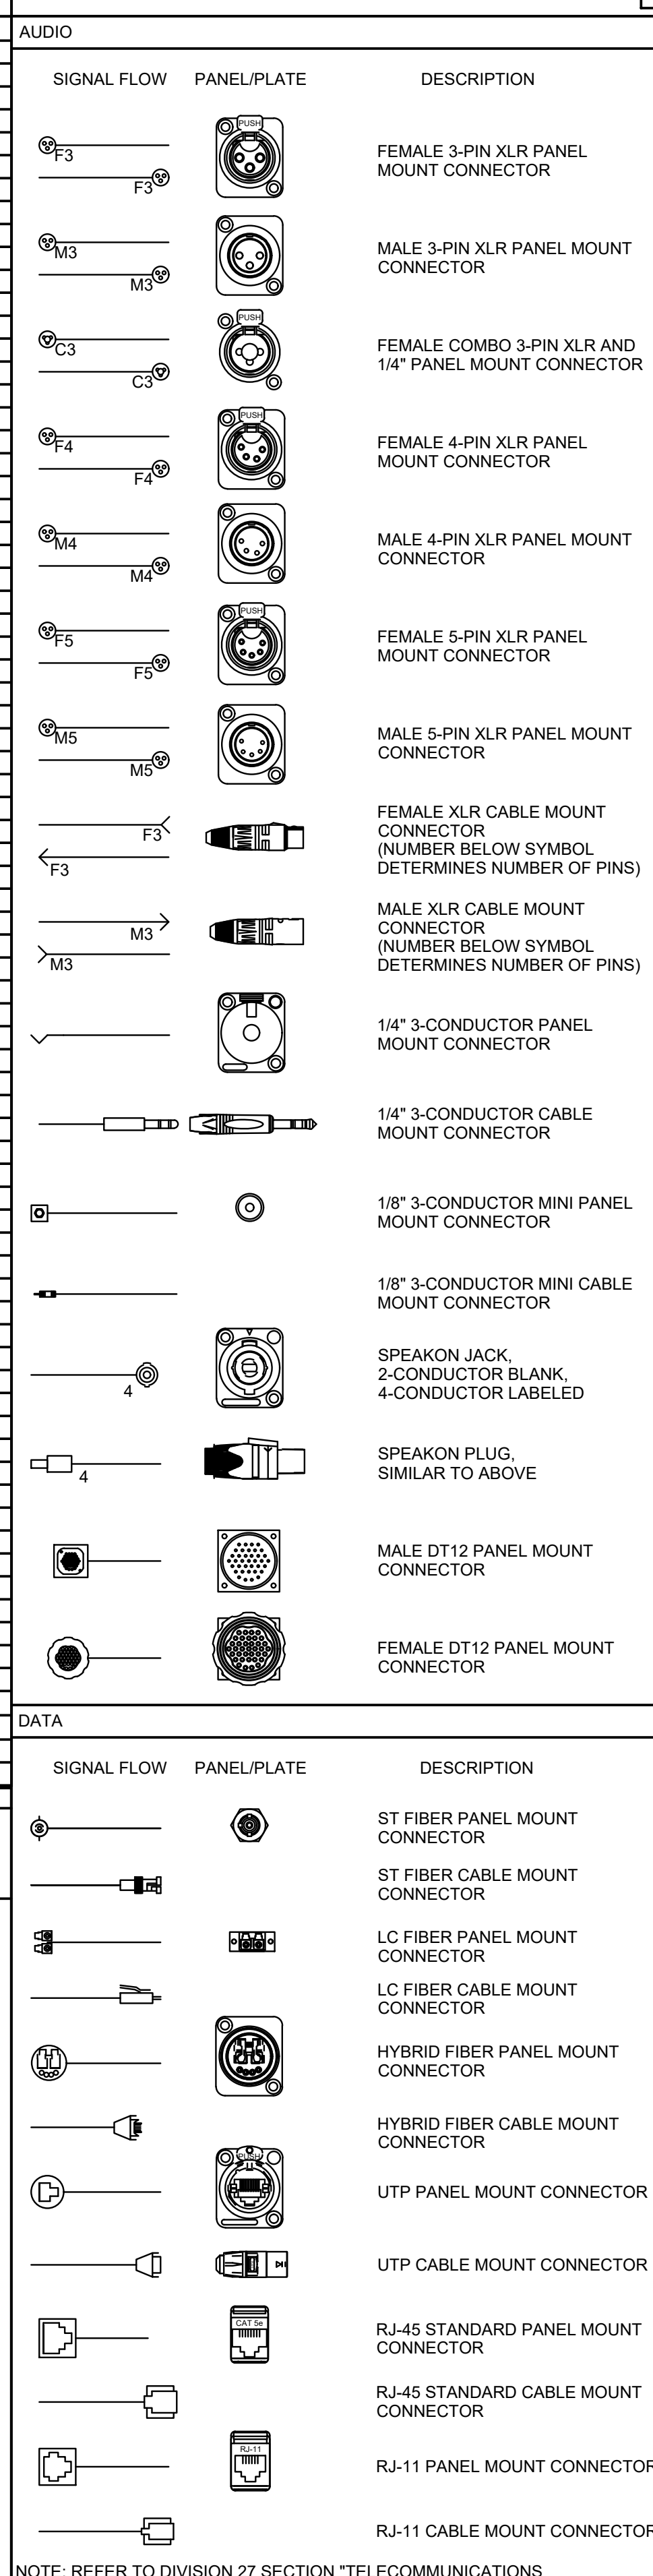 AUDIO
SIGNAL FLOW PANEL/PLATE DESCRIPTION
F3
F3
PUSH
FEMALE 3-PIN XLR PANEL
MOUNT CONNECTOR
M3
M3
MALE 3-PIN XLR PANEL MOUNT
CONNECTOR
C3
C3
PUSH
FEMALE COMBO 3-PIN XLR AND
1/4" PANEL MOUNT CONNECTOR
F4
F4
PUSH
FEMALE 4-PIN XLR PANEL
MOUNT CONNECTOR
M4
M4
MALE 4-PIN XLR PANEL MOUNT
CONNECTOR
F5
F5
PUSH
FEMALE 5-PIN XLR PANEL
MOUNT CONNECTOR
M5
M5
MALE 5-PIN XLR PANEL MOUNT
CONNECTOR
F3
F3
FEMALE XLR CABLE MOUNT
CONNECTOR
(NUMBER BELOW SYMBOL
DETERMINES NUMBER OF PINS)
M3
M3
MALE XLR CABLE MOUNT
CONNECTOR
(NUMBER BELOW SYMBOL
DETERMINES NUMBER OF PINS)
1/4" 3-CONDUCTOR PANEL
MOUNT CONNECTOR
1/4" 3-CONDUCTOR CABLE
MOUNT CONNECTOR
1/8" 3-CONDUCTOR MINI PANEL
MOUNT CONNECTOR
1/8" 3-CONDUCTOR MINI CABLE
MOUNT CONNECTOR
4
SPEAKON JACK,
2-CONDUCTOR BLANK,
4-CONDUCTOR LABELED
4
SPEAKON PLUG,
SIMILAR TO ABOVE
MALE DT12 PANEL MOUNT
CONNECTOR
FEMALE DT12 PANEL MOUNT
CONNECTOR
DATA
SIGNAL FLOW PANEL/PLATE DESCRIPTION
ST FIBER PANEL MOUNT
CONNECTOR
ST FIBER CABLE MOUNT
CONNECTOR
LC FIBER PANEL MOUNT
CONNECTOR
LC FIBER CABLE MOUNT
CONNECTOR
HYBRID FIBER PANEL MOUNT
CONNECTOR
HYBRID FIBER CABLE MOUNT
CONNECTOR
PUSH
UTP PANEL MOUNT CONNECTOR
UTP CABLE MOUNT CONNECTOR
CAT 5e
RJ-45 STANDARD PANEL MOUNT
CONNECTOR
RJ-45 STANDARD CABLE MOUNT
CONNECTOR
RJ-11
RJ-11 PANEL MOUNT CONNECTOR
RJ-11 CABLE MOUNT CONNECTOR
NOTE: REFER TO DIVISION 27 SECTION "TELECOMMUNICATIONS